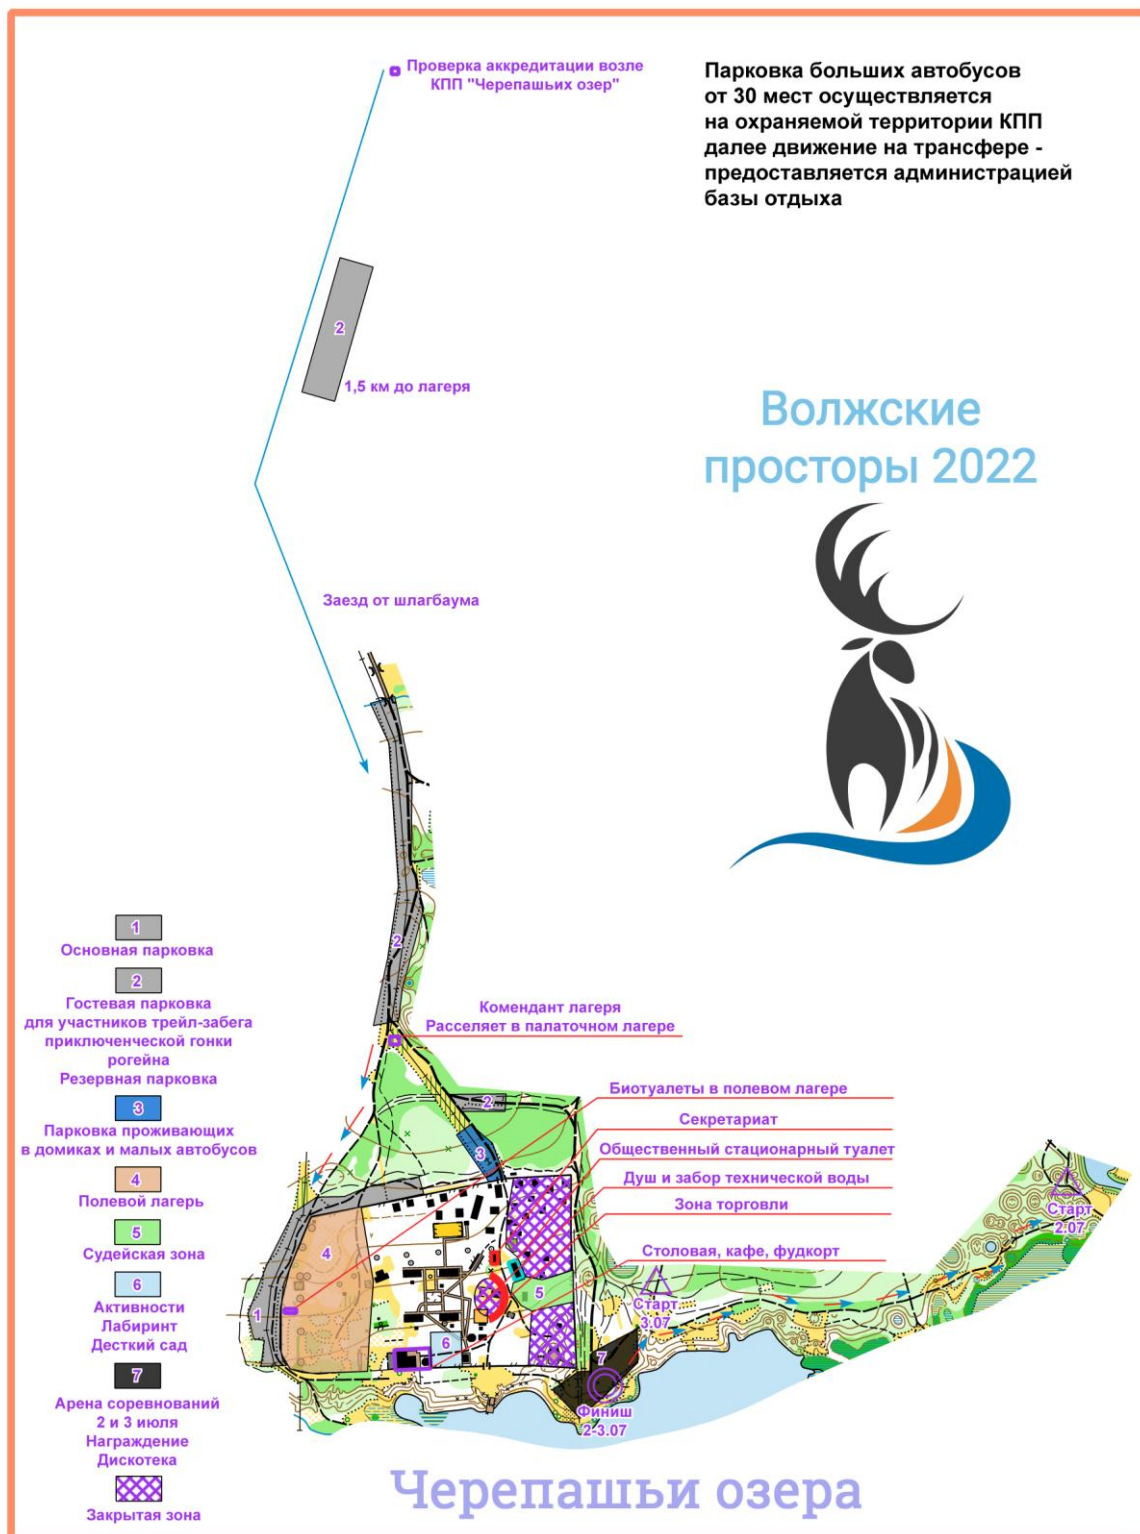 Проверка аккредитации возле
КПП "Черепашьих озер"
Парковка больших автобусов
от 30 мест осуществляется
на охраняемой территории КПП
далее движение на трансфере -
предоставляется администрацией
базы отдыха
2
1,5 км до лагеря
Волжские
просторы 2022
Заезд от шлагбаума
1
Основная парковка
2
Гостевая парковка
для участников трейл-забега
приключенческой гонки
рогейна
Резервная парковка
3
Парковка проживающих
в домиках и малых автобусов
4
Полевой лагерь
5
Судейская зона
6
Активности
Лабиринт
Десткий сад
7
Арена соревнований
2 и 3 июля
Награждение
Дискотека
Закрытая зона
2
Комендант лагеря
Расселяет в палаточном лагере
Биотуалеты в полевом лагере
2
Секретариат
Общественный стационарный туалет
3
Душ и забор технической воды
Зона торговли
Столовая, кафе, фудкорт
4
5
1
6
7
Старт
2.07
Старт
3.07
Финиш
2-3.07
Черепашьи озера